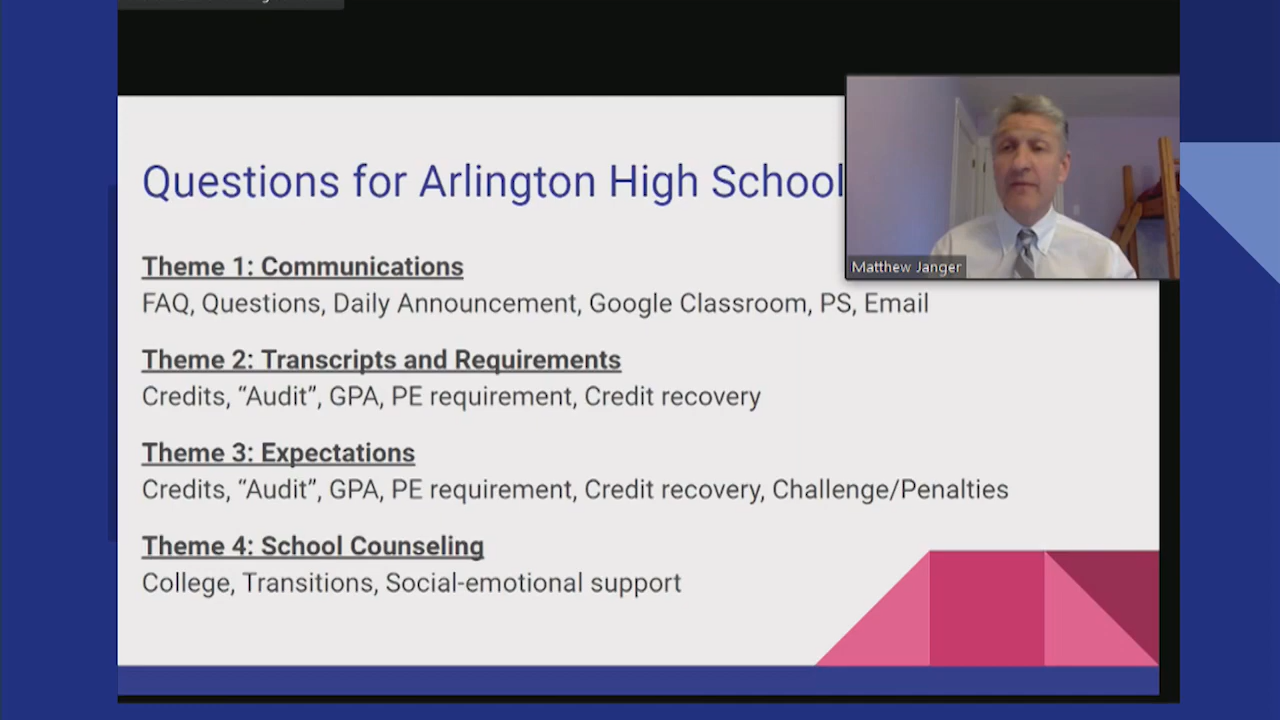 Questions for Arlington High School
Matthew Janger
Theme 1: Communications
FAQ, Questions, Daily Announcement, Google Classroom, PS, Email
Theme 2: Transcripts and Requirements
Credits, “Audit”, GPA, PE requirement, Credit recovery
Theme 3: Expectations
Credits, “Audit”, GPA, PE requirement, Credit recovery, Challenge/Penalties
Theme 4: School Counseling
College, Transitions, Social-emotional support